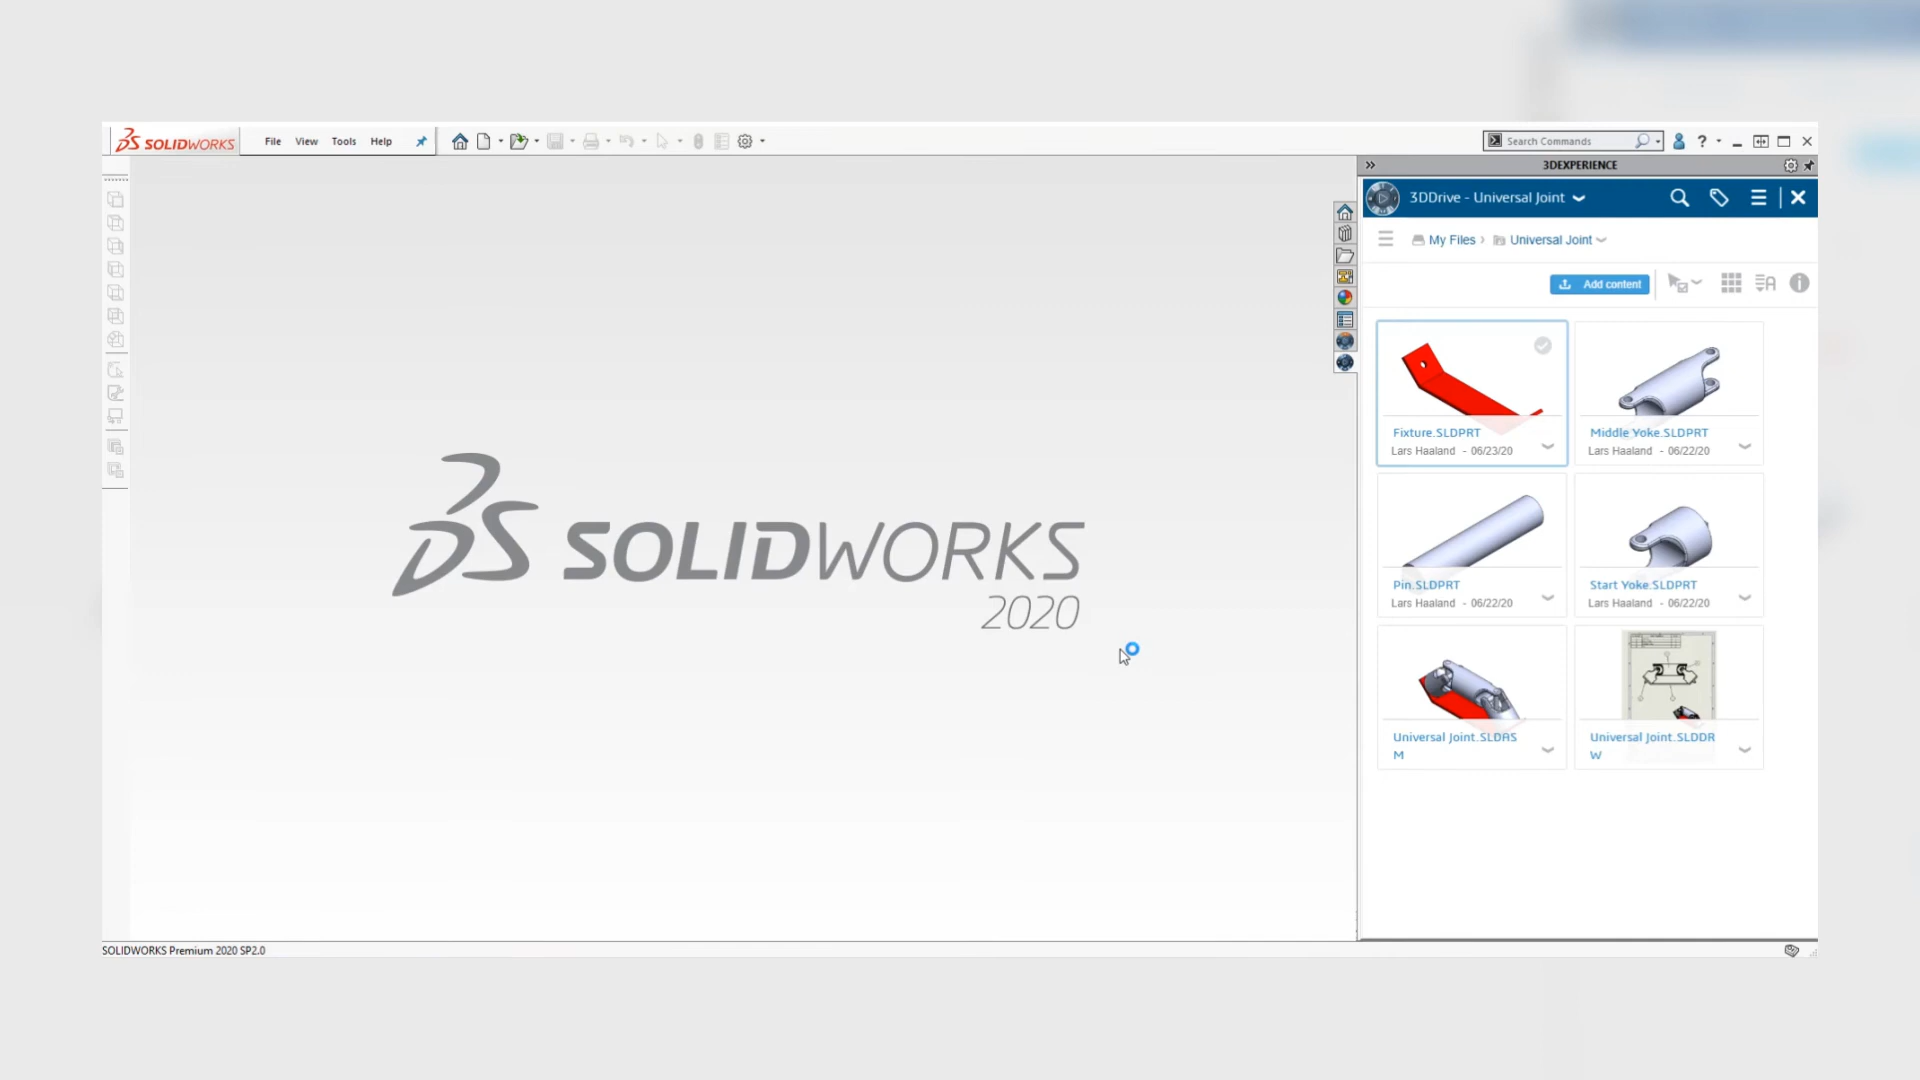 SOLIDWORKS
File View Tools Help
Search Commands
?
3DEXPERIENCE
3DDrive - Universal Joint
My Files
Universal Joint
Add content
Fixture.SLDPRT
Lars Haaland - 06/23/20
Middle Yoke.SLDPRT
Lars Haaland - 06/22/20
Pin.SLDPRT
Lars Haaland - 06/22/20
Start Yoke.SLDPRT
Lars Haaland - 06/22/20
Universal Joint.SLDAS
M
Universal Joint.SLDDR
W
SOLIDWORKS
2020
SOLIDWORKS Premium 2020 SP2.0